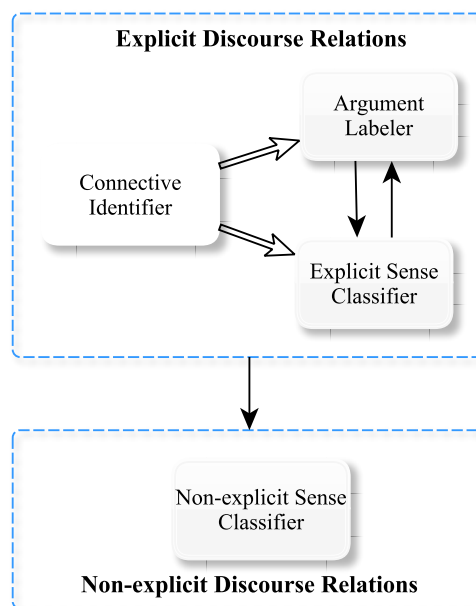 Explicit Discourse Relations
Argument
Labeler
Connective
Identifier
Explicit Sense
Classifier
Non-explicit Sense
Classifier
Non-explicit Discourse Relations